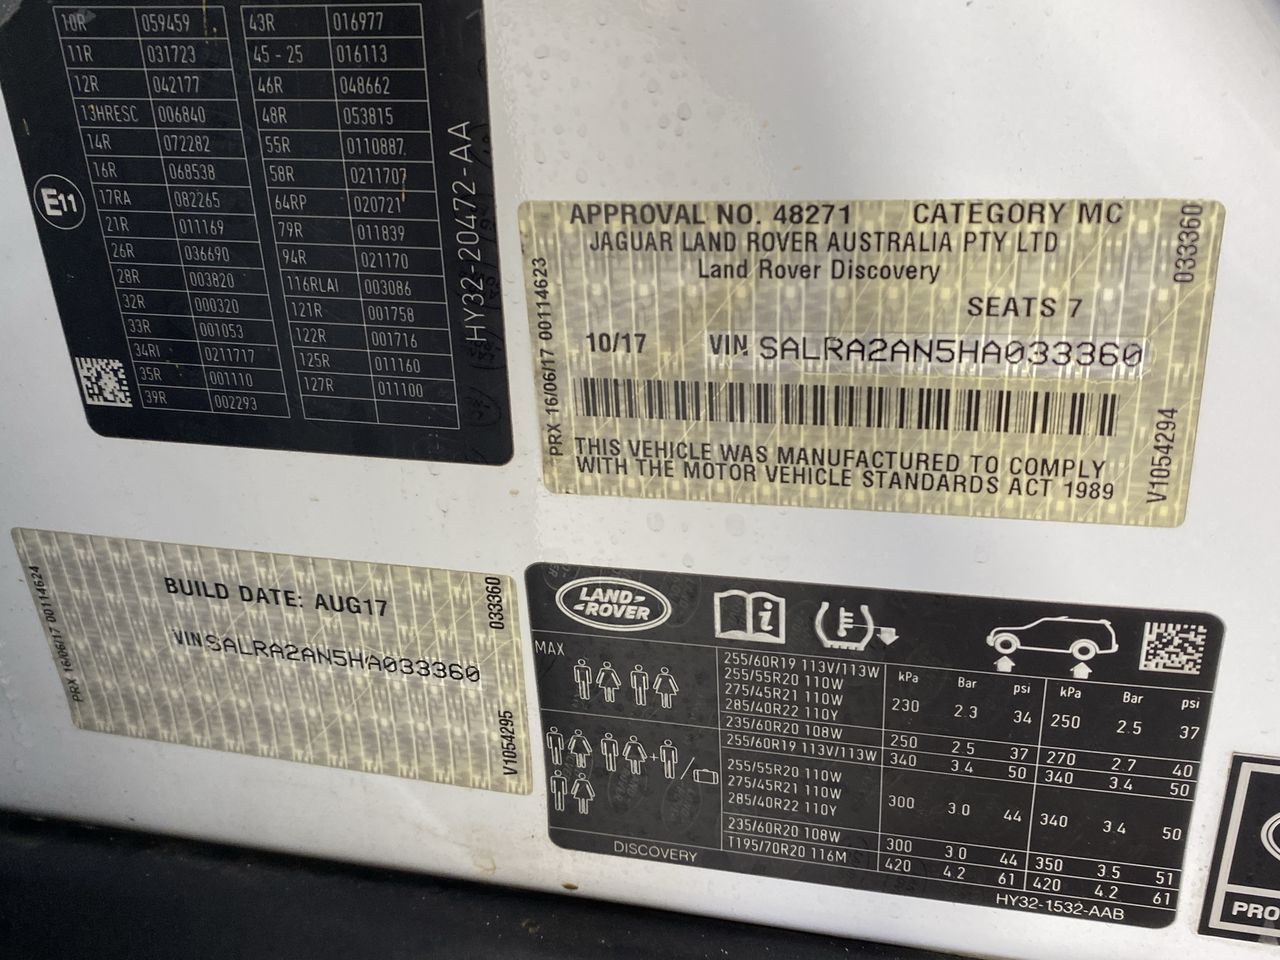 10R 059459 43R 016977
11R 031723 45 - 25 016113
12R 042177 46R 048662
13HRESC 006840 48R 053815
14R 072282 55R 0110887
16R 068538 58R 0211707
17RA 082265 64RP 020721
21R 011169 79R 011839
26R 036690 94R 021170
28R 003820 116RLAI 003086
32R 000320 121R 001758
33R 001053 122R 001716
34RI 0211717 125R 011160
35R 001110 127R 011100
39R 002293
E11
HY32-20472-AA
APPROVAL NO. 48271 CATEGORY MC
JAGUAR LAND ROVER AUSTRALIA PTY LTD
Land Rover Discovery
SEATS 7
10/17 VIN SALRA2AN5HA033360
THIS VEHICLE WAS MANUFACTURED TO COMPLY
WITH THE MOTOR VEHICLE STANDARDS ACT 1989
PRX 16/06/17 00114623
033360
V1054294
BUILD DATE: AUG17
VIN SALRA2AN5HA033360
PRX 16/06/17 00114624
033360
V1054295
LAND-
-ROVER
MAX
kPa Bar psi kPa Bar psi
255/60R19 113V/113W
255/55R20 110W
275/45R21 110W
285/40R22 110Y
230 2.3 34 250 2.5 37
235/60R20 108W 250 2.5 37 270 2.7 40
255/60R19 113V/113W 340 3.4 50 340 3.4 50
255/55R20 110W
275/45R21 110W
285/40R22 110Y
300 3.0 44 340 3.4 50
235/60R20 108W 300 3.0 44 350 3.5 51
T195/70R20 116M 420 4.2 61 420 4.2 61
DISCOVERY
HY32-1532-AAB
PRO